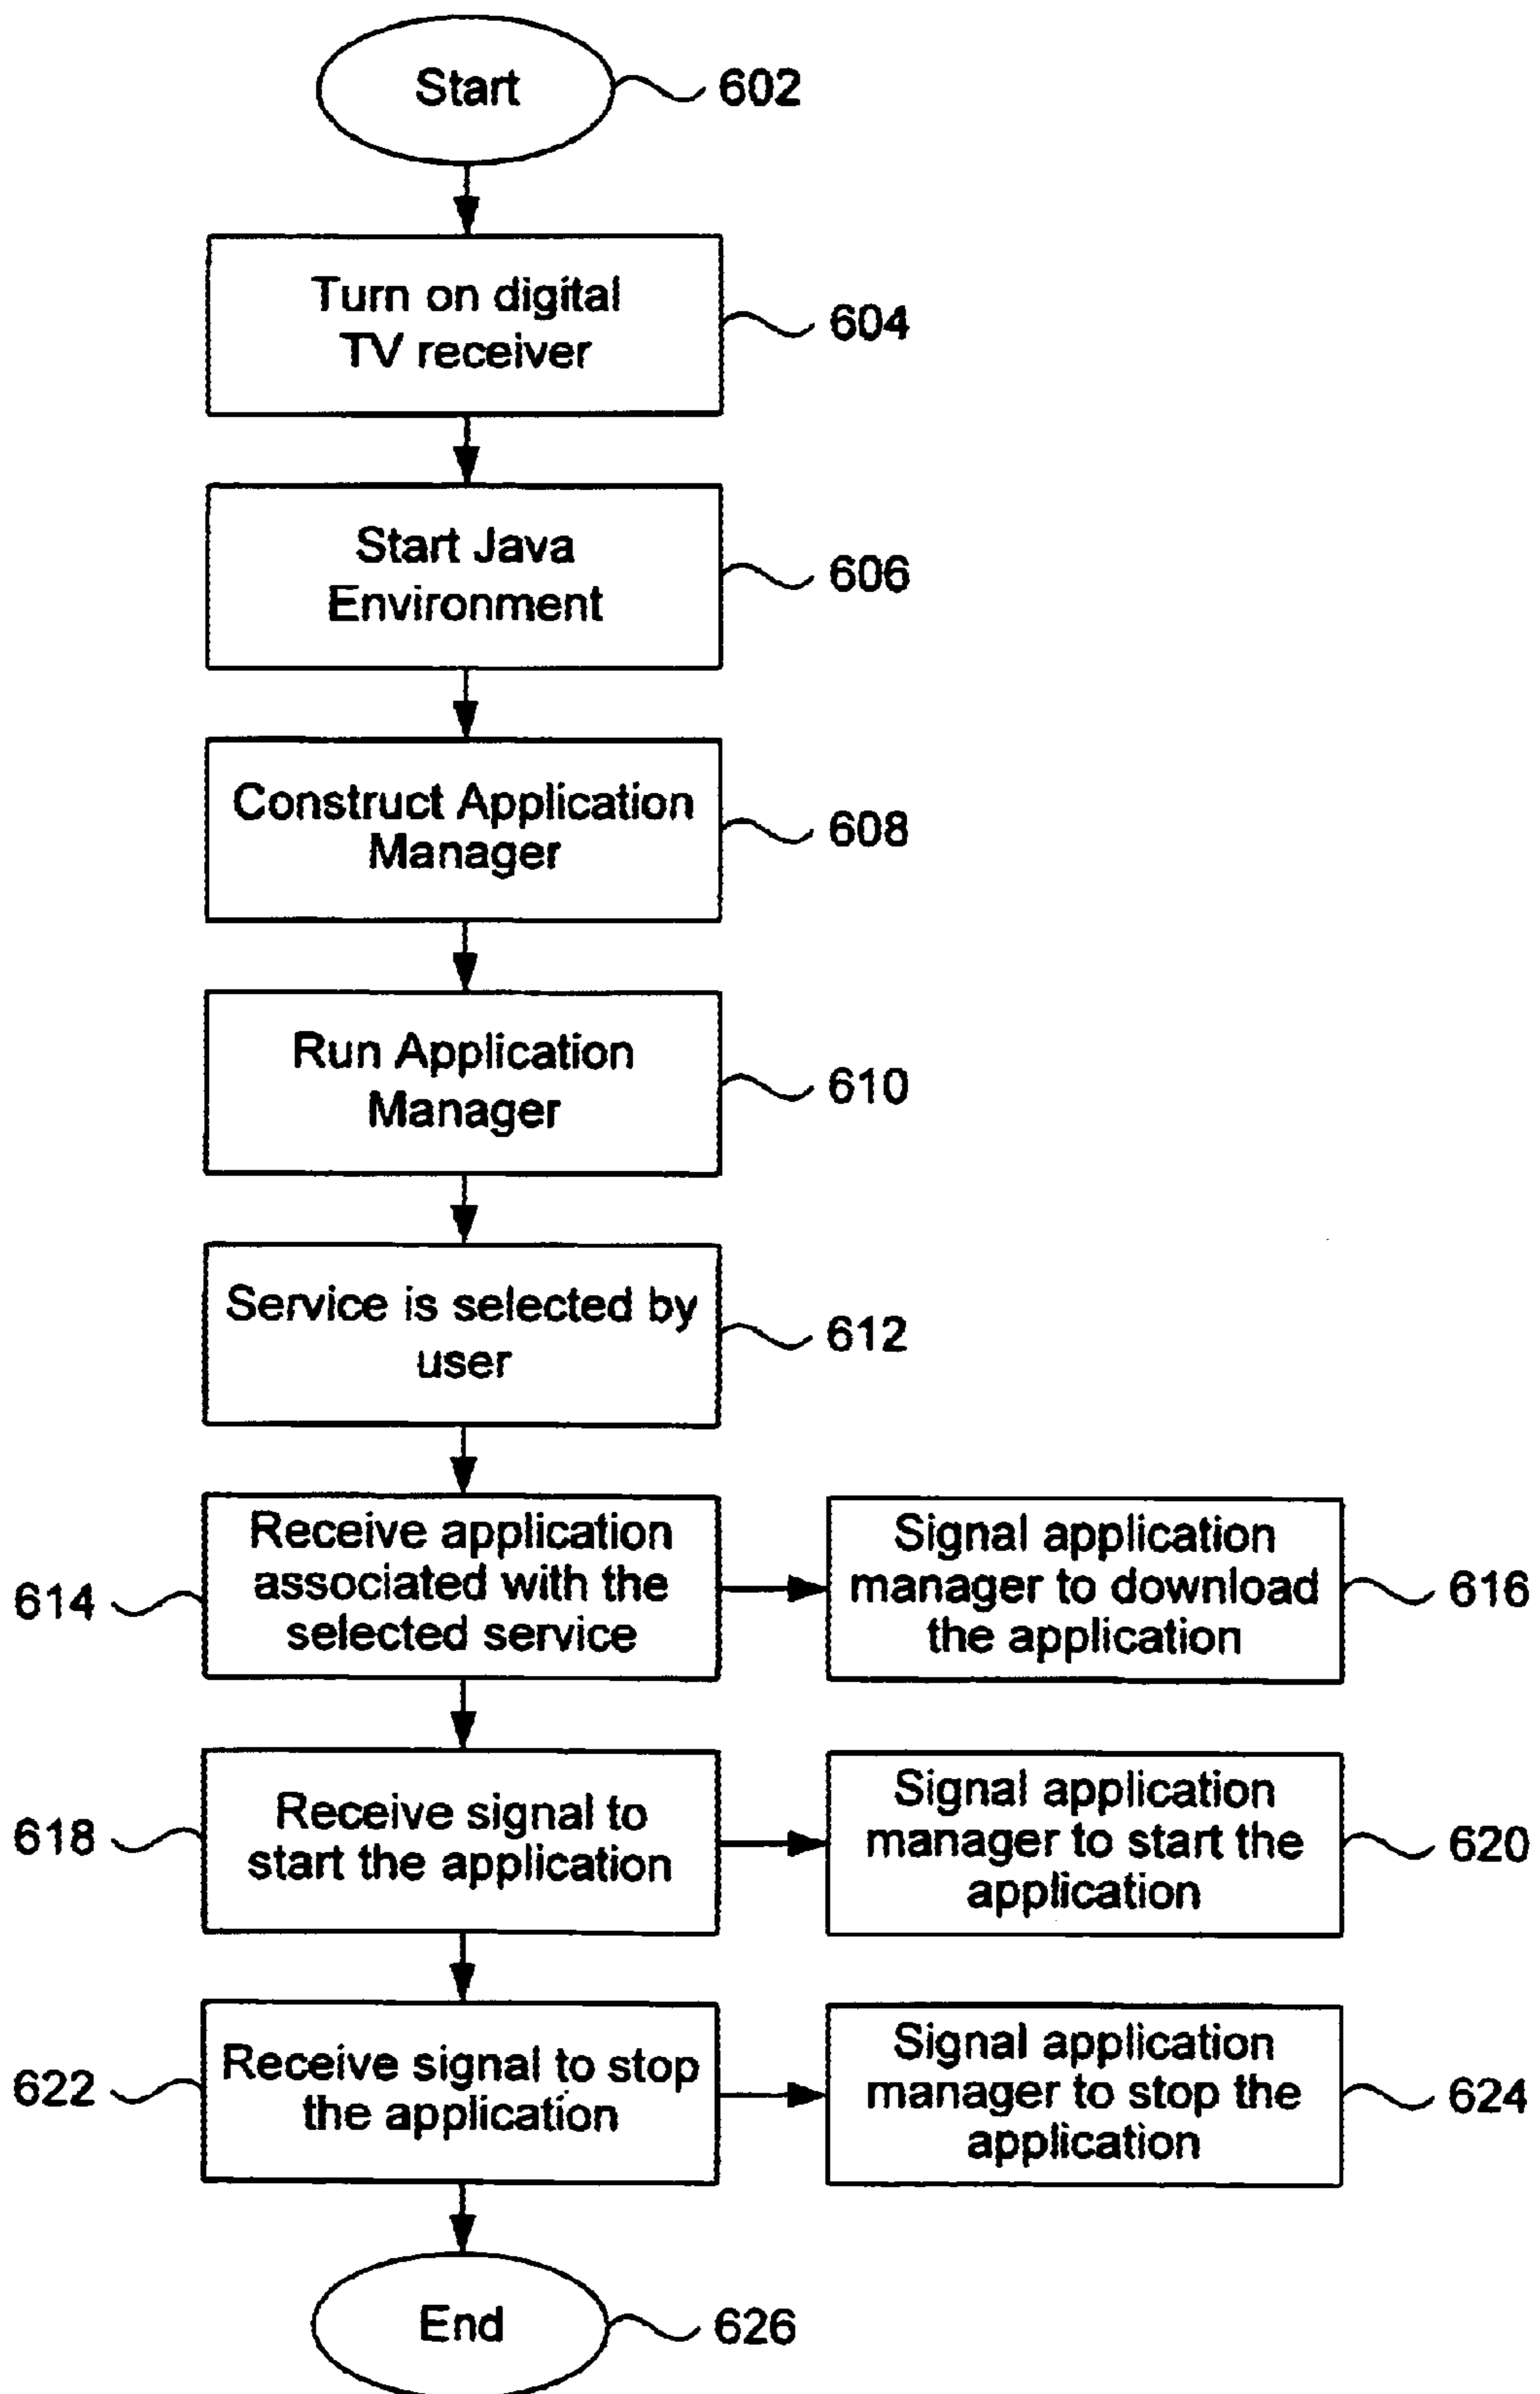 Start
602
Turn on digital
TV receiver
604
Start Java
Environment
606
Construct Application
Manager
608
Run Application
Manager
610
Service is selected by
user
612
Receive application
associated with the
selected service
614
Signal application
manager to download
the application
616
Receive signal to
start the application
618
Signal application
manager to start the
application
620
Receive signal to stop
the application
622
Signal application
manager to stop the
application
624
End
626